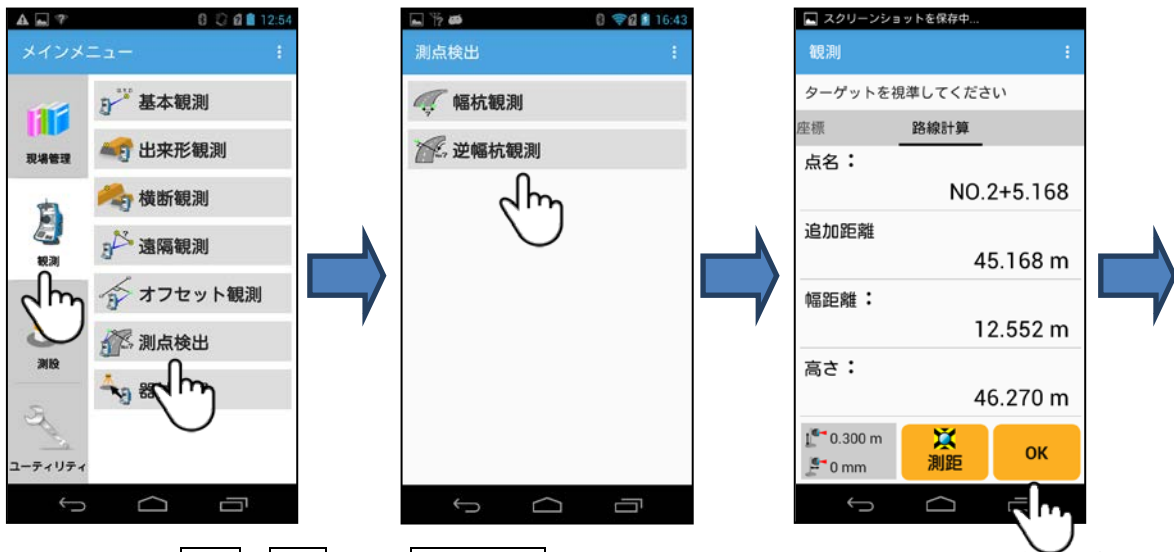 12:54
メインメニュー
現場管理
観測
測設
ユーティリティ
基本観測
出来形観測
横断観測
遠隔観測
オフセット観測
測点検出
器
16:43
測点検出
幅杭観測
逆幅杭観測
スクリーンショットを保存中...
観測
ターゲットを視準してください
座標 路線計算
点名：
NO.2+5.168
追加距離
45.168 m
幅距離：
12.552 m
高さ：
46.270 m
0.300 m
0 mm
測距
OK